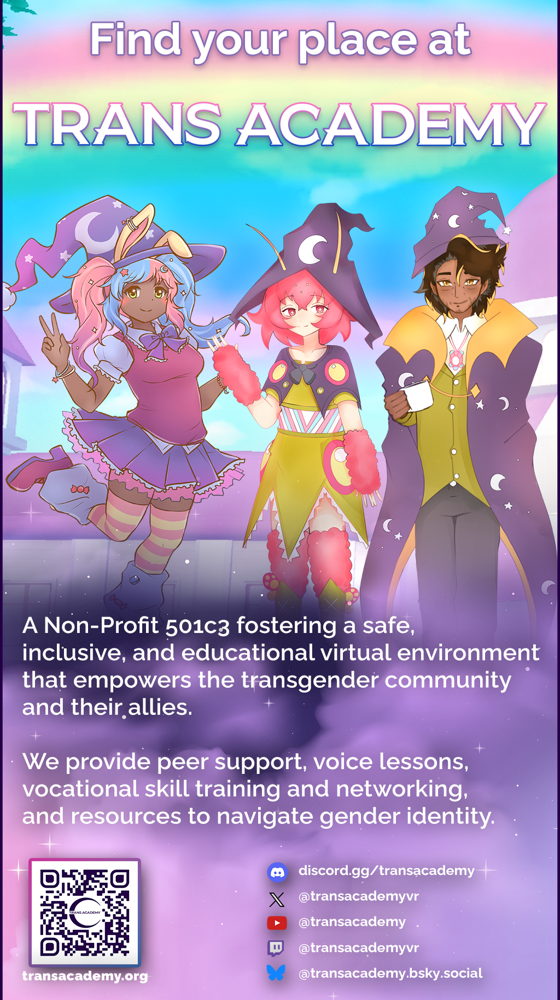 Find your place at
TRANS ACADEMY
A Non-Profit 501c3 fostering a safe,
inclusive, and educational virtual environment
that empowers the transgender community
and their allies.
We provide peer support, voice lessons,
vocational skill training and networking,
and resources to navigate gender identity.
TRANS ACADEMY
transacademy.org
discord.gg/transacademy
@transacademyvr
@transacademy
@transacademyvr
@transacademy.bsky.social